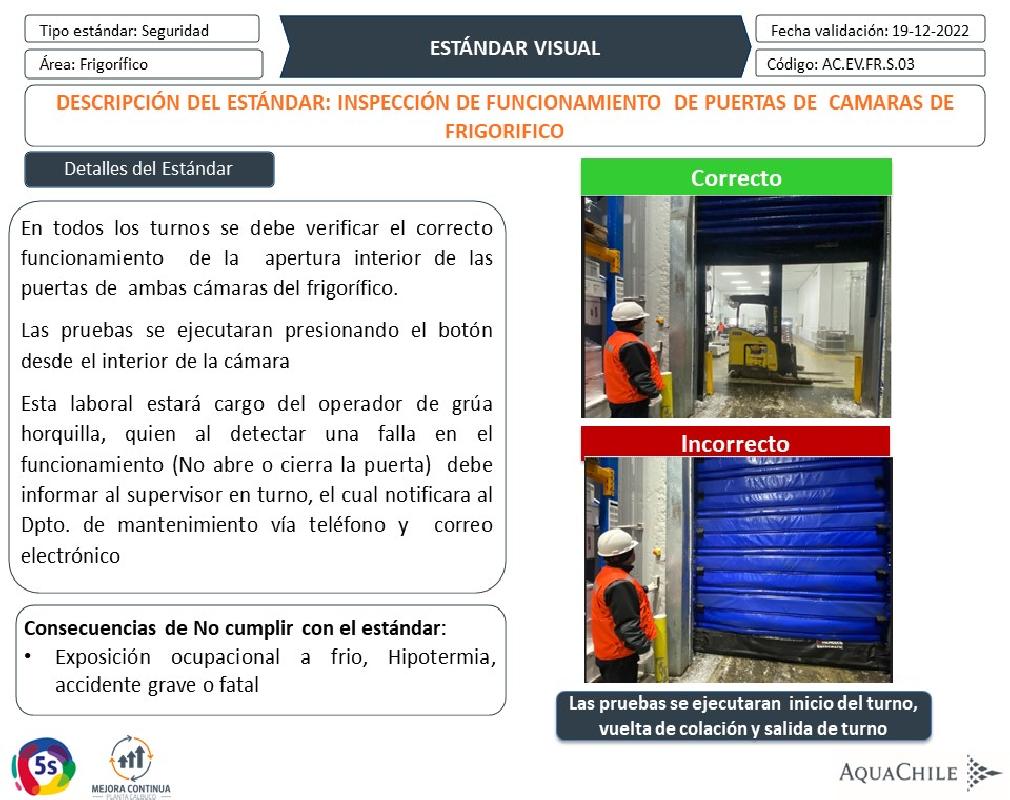 Tipo estándar: Seguridad
Área: Frigorífico
ESTÁNDAR VISUAL
Fecha validación: 19-12-2022
Código: AC.EV.FR.S.03
DESCRIPCIÓN DEL ESTÁNDAR: INSPECCIÓN DE FUNCIONAMIENTO DE PUERTAS DE CAMARAS DE
FRIGORIFICO
Detalles del Estándar
En todos los turnos se debe verificar el correcto
funcionamiento de la apertura interior de las
puertas de ambas cámaras del frigorífico.
Las pruebas se ejecutaran presionando el botón
desde el interior de la cámara
Esta laboral estará cargo del operador de grúa
horquilla, quien al detectar una falla en el
funcionamiento (No abre o cierra la puerta) debe
informar al supervisor en turno, el cual notificara al
Dpto. de mantenimiento vía teléfono y correo
electrónico
Consecuencias de No cumplir con el estándar:
• Exposición ocupacional a frio, Hipotermia,
accidente grave o fatal
Correcto
Incorrecto
Las pruebas se ejecutaran inicio del turno,
vuelta de colación y salida de turno
5s
MEJORA CONTINUA
PLANTA CALBUCO
AQUACHILE